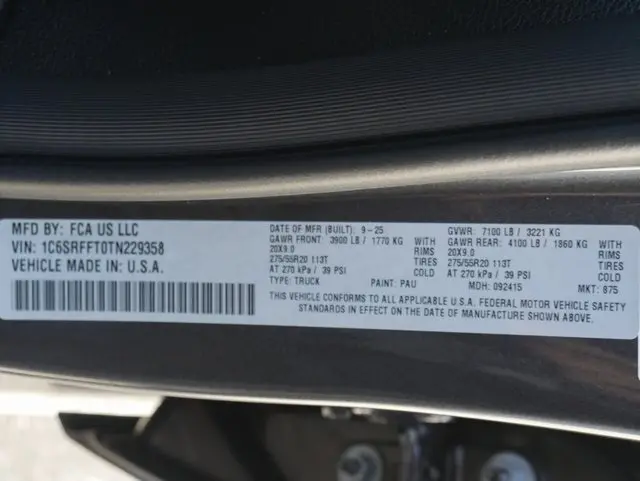 MFD BY: FCA US LLC
VIN: 1C6SRFFT0TN229358
VEHICLE MADE IN: U.S.A.
DATE OF MFR (BUILT): 9-25
GAWR FRONT: 3900 LB / 1770 KG WITH
20X9.0 RIMS
275/55R20 113T TIRES
AT 270 kPa / 39 PSI COLD
TYPE: TRUCK PAINT: PAU
GVWR: 7100 LB / 3221 KG
GAWR REAR: 4100 LB / 1860 KG WITH
20X9.0 RIMS
275/55R20 113T TIRES
AT 270 kPa / 39 PSI COLD
MDH: 092415 MKT: 875
THIS VEHICLE CONFORMS TO ALL APPLICABLE U.S.A. FEDERAL MOTOR VEHICLE SAFETY
STANDARDS IN EFFECT ON THE DATE OF MANUFACTURE SHOWN ABOVE.